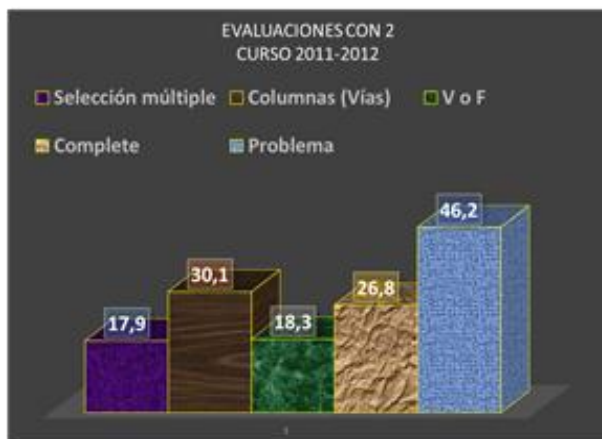 EVALUACIONES CON 2
CURSO 2011-2012
Selección múltiple Columnas (Vías) V o F
Complete Problema
46,2
30,1
26,8
17,9
18,3